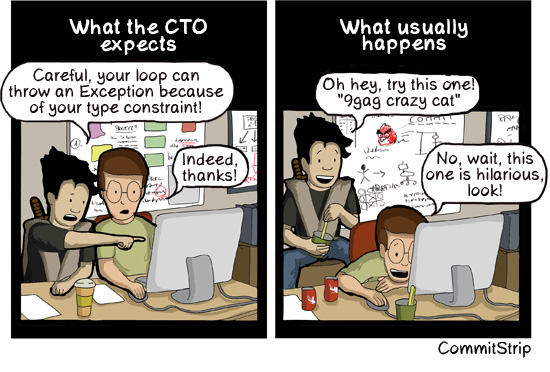 What the CTO
expects
Careful, your loop can
throw an Exception because
of your type constraint!
Indeed,
thanks!
What usually
happens
Oh hey, try this one!
"9gag crazy cat"
No, wait, this
one is hilarious,
look!
CommitStrip